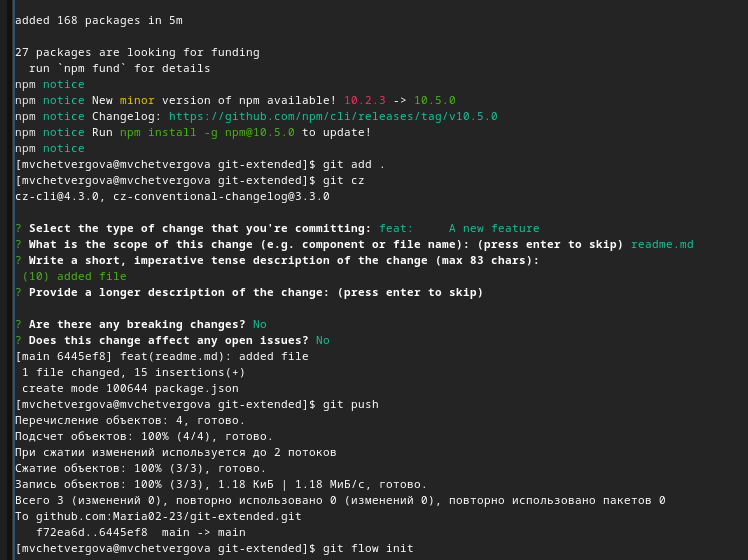 added 168 packages in 5m
27 packages are looking for funding
run `npm fund` for details
npm notice
npm notice New minor version of npm available! 10.2.3 -> 10.5.0
npm notice Changelog: https://github.com/npm/cli/releases/tag/v10.5.0
npm notice Run npm install -g npm@10.5.0 to update!
npm notice
[mvchetvergova@mvchetvergova git-extended]$ git add .
[mvchetvergova@mvchetvergova git-extended]$ git cz
cz-cli@4.3.0, cz-conventional-changelog@3.3.0
? Select the type of change that you're committing: feat:     A new feature
? What is the scope of this change (e.g. component or file name): (press enter to skip) readme.md
? Write a short, imperative tense description of the change (max 83 chars):
(10) added file
? Provide a longer description of the change: (press enter to skip)
? Are there any breaking changes? No
? Does this change affect any open issues? No
[main 6445ef8] feat(readme.md): added file
1 file changed, 15 insertions(+)
create mode 100644 package.json
[mvchetvergova@mvchetvergova git-extended]$ git push
Перечисление объектов: 4, готово.
Подсчет объектов: 100% (4/4), готово.
При сжатии изменений используется до 2 потоков
Сжатие объектов: 100% (3/3), готово.
Запись объектов: 100% (3/3), 1.18 КиБ | 1.18 МиБ/с, готово.
Всего 3 (изменений 0), повторно использовано 0 (изменений 0), повторно использовано пакетов 0
To github.com:Maria02-23/git-extended.git
f72ea6d..6445ef8  main -> main
[mvchetvergova@mvchetvergova git-extended]$ git flow init